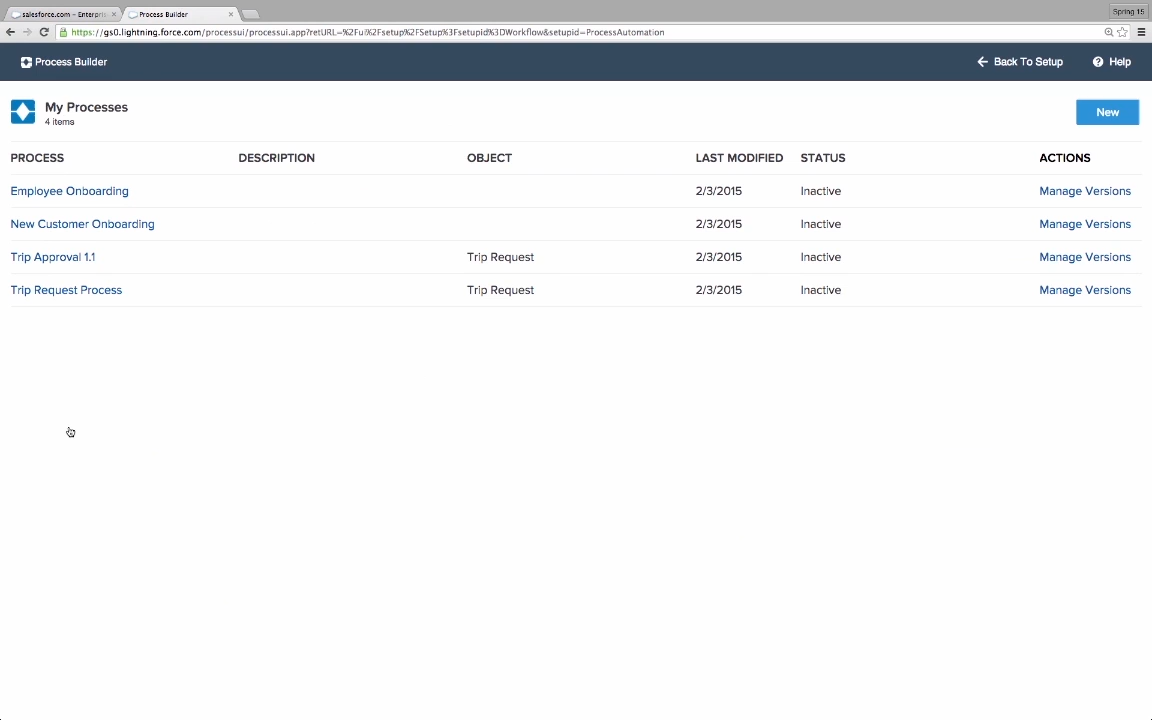 salesforce.com - Enterpris
Process Builder
Spring 15
https://gs0.lightning.force.com/processui/processui.app?retURL=%2Fui%2Fsetup%2FSetup%3Fsetupid%3DWorkflow&setupid=ProcessAutomation
Process Builder
Back To Setup
Help
My Processes
4 items
New
PROCESS DESCRIPTION OBJECT LAST MODIFIED STATUS ACTIONS
Employee Onboarding 2/3/2015 Inactive Manage Versions
New Customer Onboarding 2/3/2015 Inactive Manage Versions
Trip Approval 1.1 Trip Request 2/3/2015 Inactive Manage Versions
Trip Request Process Trip Request 2/3/2015 Inactive Manage Versions